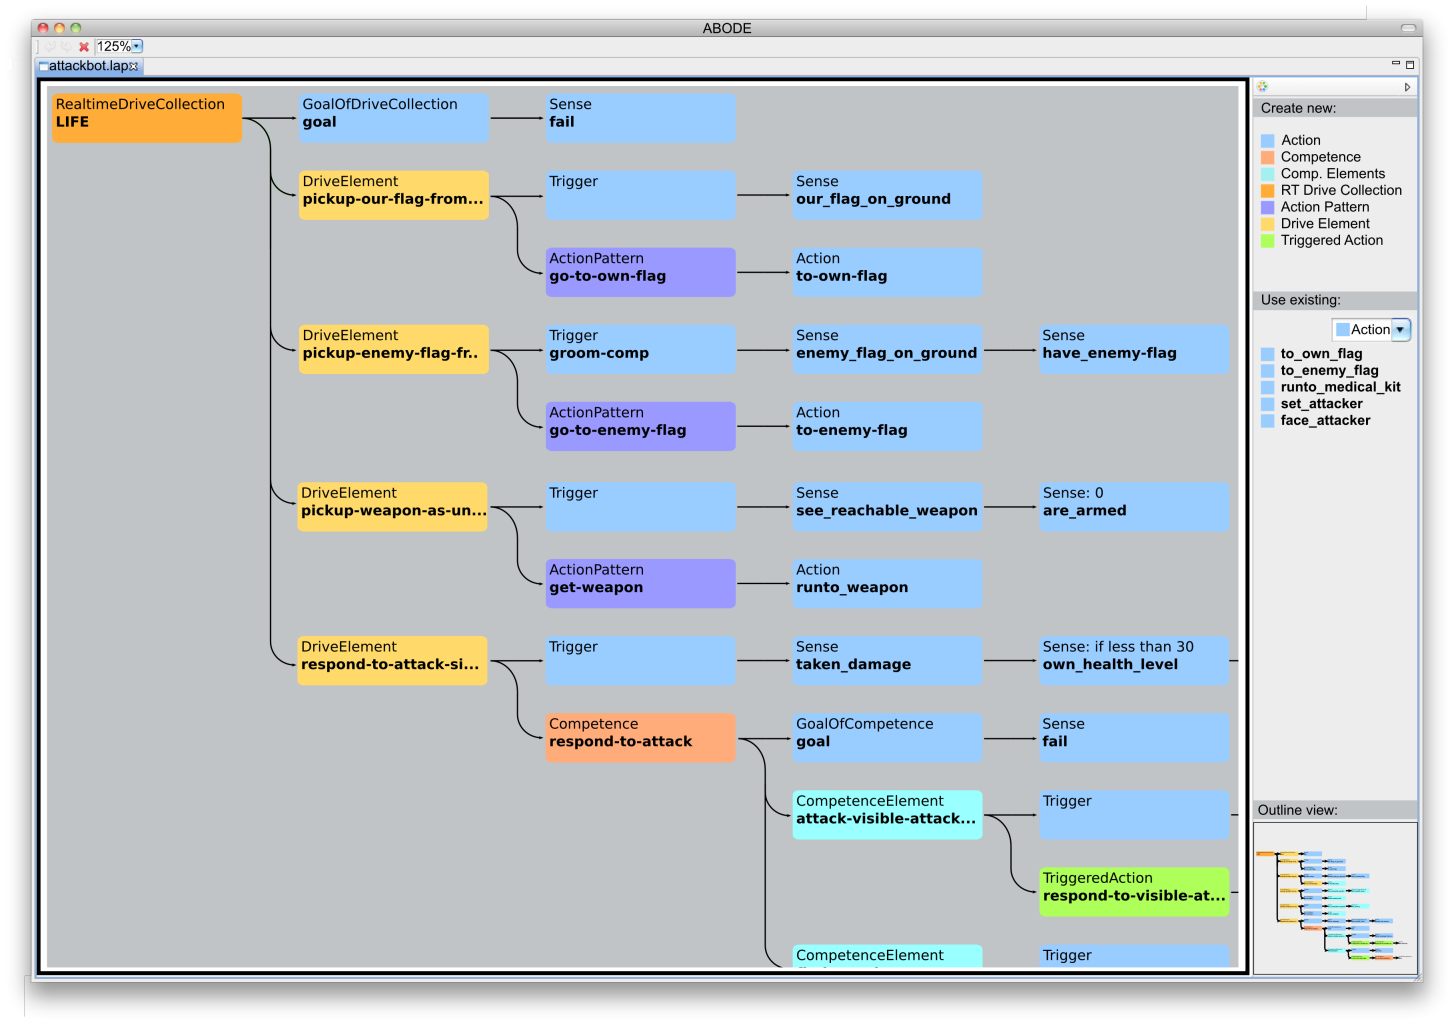 ABODE
125%
attackbot.lap
RealtimeDriveCollection
LIFE
GoalOfDriveCollection
goal
Sense
fail
DriveElement
pickup-our-flag-from...
Trigger
Sense
our_flag_on_ground
ActionPattern
go-to-own-flag
Action
to-own-flag
DriveElement
pickup-enemy-flag-fr..
Trigger
groom-comp
Sense
enemy_flag_on_ground
Sense
have_enemy-flag
ActionPattern
go-to-enemy-flag
Action
to-enemy-flag
DriveElement
pickup-weapon-as-un...
Trigger
Sense
see_reachable_weapon
Sense: 0
are_armed
ActionPattern
get-weapon
Action
runto_weapon
DriveElement
respond-to-attack-si...
Trigger
Sense
taken_damage
Sense: if less than 30
own_health_level
Competence
respond-to-attack
GoalOfCompetence
goal
Sense
fail
CompetenceElement
attack-visible-attack...
Trigger
TriggeredAction
respond-to-visible-at...
CompetenceElement
Trigger
Create new:
Action
Competence
Comp. Elements
RT Drive Collection
Action Pattern
Drive Element
Triggered Action
Use existing:
Action
to_own_flag
to_enemy_flag
runto_medical_kit
set_attacker
face_attacker
Outline view: